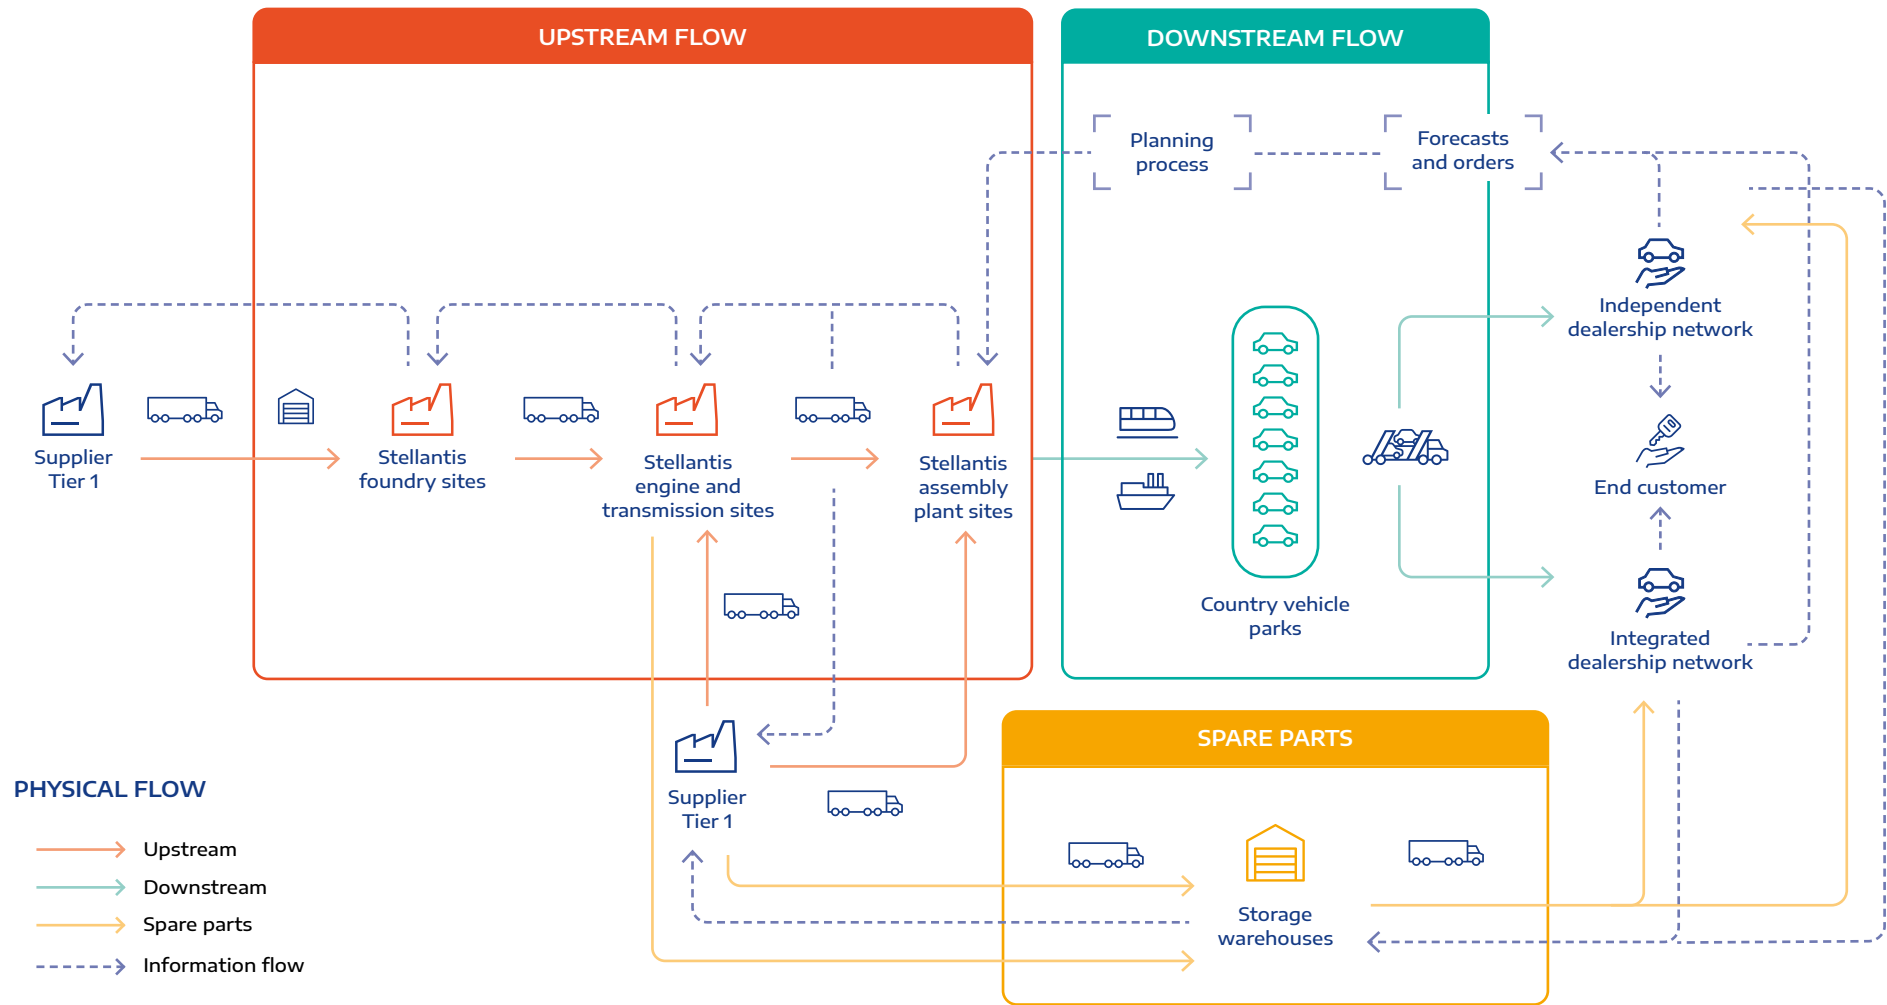 UPSTREAM FLOW
DOWNSTREAM FLOW
Planning
process
Forecasts
and orders
Independent
dealership network
Supplier
Tier 1
Stellantis
foundry sites
Stellantis
engine and
transmission sites
Stellantis
assembly
plant sites
End customer
Country vehicle
parks
Integrated
dealership network
SPARE PARTS
Supplier
Tier 1
Storage
warehouses
PHYSICAL FLOW
Upstream
Downstream
Spare parts
Information flow